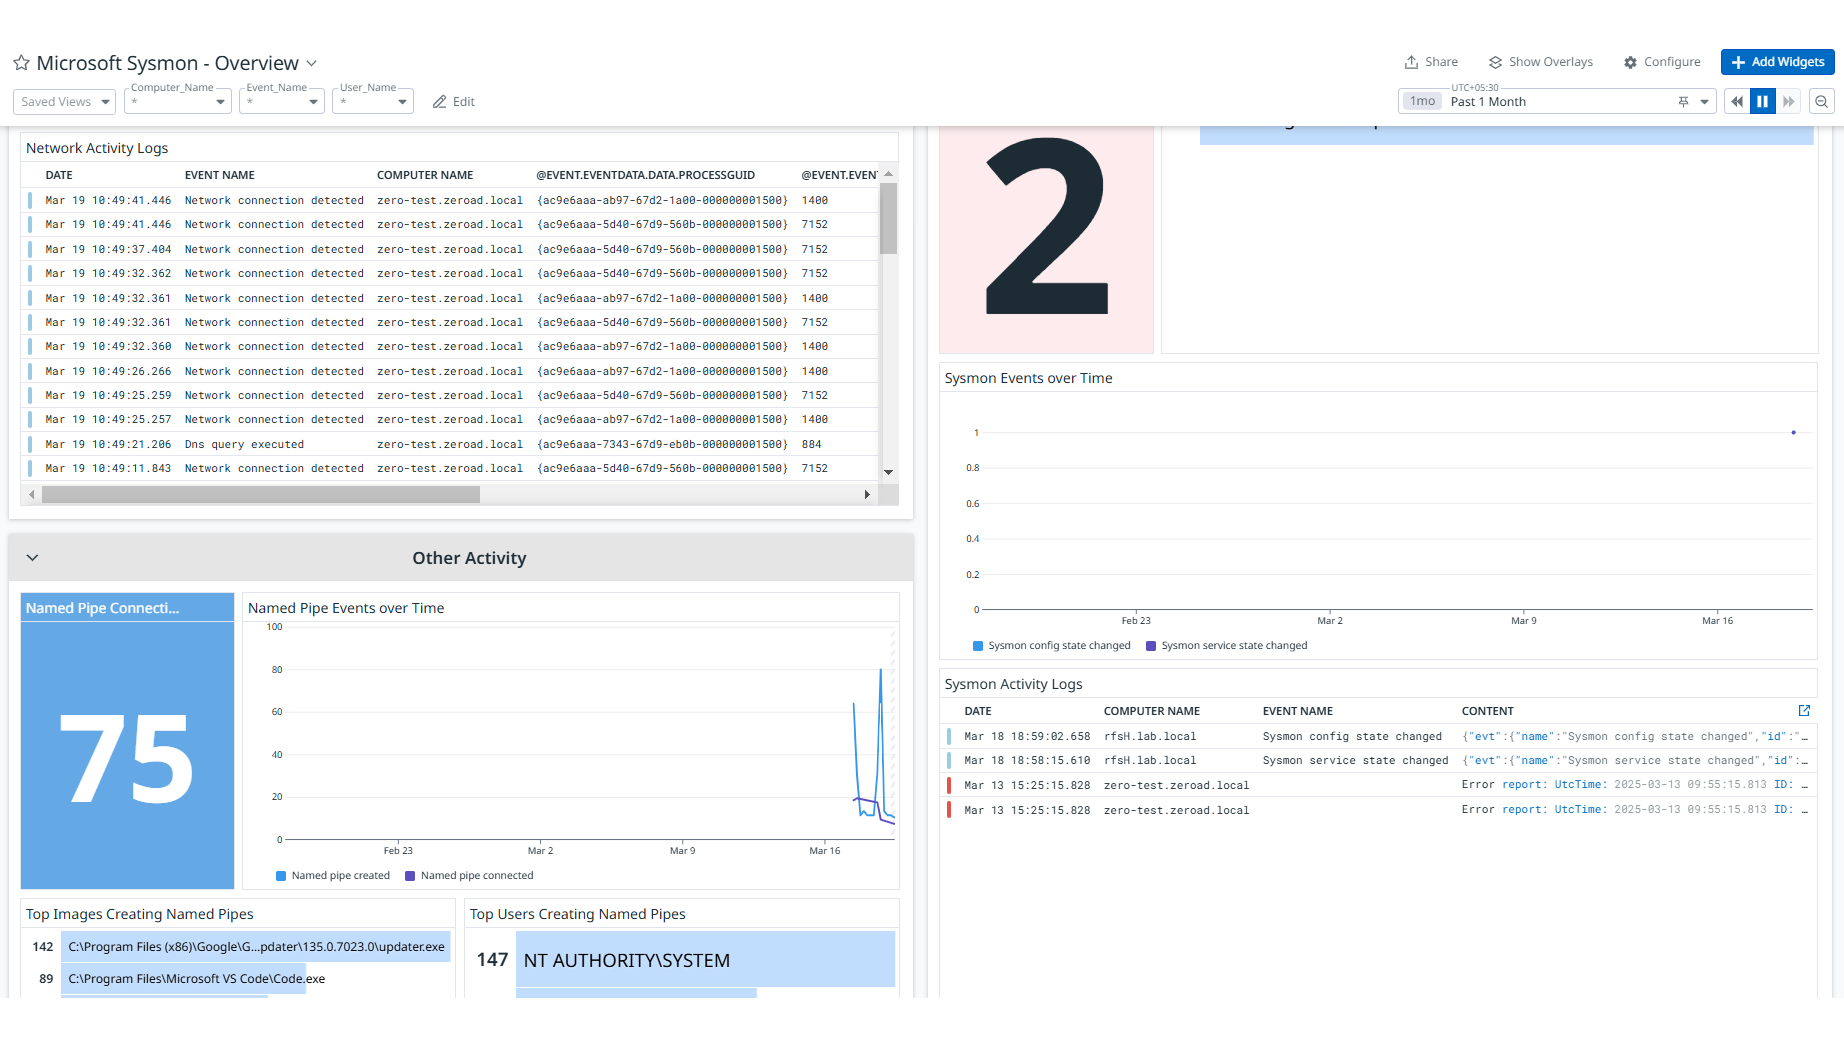 Microsoft Sysmon - Overview
Share
Show Overlays
Configure
Add Widgets
Saved Views
Computer_Name
*
Event_Name
*
User_Name
*
Edit
UTC+05:30
1mo Past 1 Month
Network Activity Logs
DATE EVENT NAME COMPUTER NAME @EVENT.EVENTDATA.DATA.PROCESSGUID @EVENT.EVENT
Mar 19 10:49:41.446 Network connection detected zero-test.zeroad.local {ac9e6aaa-ab97-67d2-1a00-000000001500} 1400
Mar 19 10:49:41.446 Network connection detected zero-test.zeroad.local {ac9e6aaa-5d40-67d9-560b-000000001500} 7152
Mar 19 10:49:37.404 Network connection detected zero-test.zeroad.local {ac9e6aaa-5d40-67d9-560b-000000001500} 7152
Mar 19 10:49:32.362 Network connection detected zero-test.zeroad.local {ac9e6aaa-5d40-67d9-560b-000000001500} 7152
Mar 19 10:49:32.361 Network connection detected zero-test.zeroad.local {ac9e6aaa-ab97-67d2-1a00-000000001500} 1400
Mar 19 10:49:32.361 Network connection detected zero-test.zeroad.local {ac9e6aaa-5d40-67d9-560b-000000001500} 7152
Mar 19 10:49:32.360 Network connection detected zero-test.zeroad.local {ac9e6aaa-ab97-67d2-1a00-000000001500} 1400
Mar 19 10:49:26.266 Network connection detected zero-test.zeroad.local {ac9e6aaa-ab97-67d2-1a00-000000001500} 1400
Mar 19 10:49:25.259 Network connection detected zero-test.zeroad.local {ac9e6aaa-5d40-67d9-560b-000000001500} 7152
Mar 19 10:49:25.257 Network connection detected zero-test.zeroad.local {ac9e6aaa-ab97-67d2-1a00-000000001500} 1400
Mar 19 10:49:21.206 Dns query executed zero-test.zeroad.local {ac9e6aaa-7343-67d9-eb0b-000000001500} 884
Mar 19 10:49:11.843 Network connection detected zero-test.zeroad.local {ac9e6aaa-5d40-67d9-560b-000000001500} 7152
Other Activity
Named Pipe Connecti...
75
Named Pipe Events over Time
100
80
60
40
20
0
Feb 23 Mar 2 Mar 9 Mar 16
Named pipe created Named pipe connected
Top Images Creating Named Pipes
142 C:\Program Files (x86)\Google\G...pdater\135.0.7023.0\updater.exe
89 C:\Program Files\Microsoft VS Code\Code.exe
Top Users Creating Named Pipes
147 NT AUTHORITY\SYSTEM
2
Sysmon Events over Time
1
0.8
0.6
0.4
0.2
0
Feb 23 Mar 2 Mar 9 Mar 16
Sysmon config state changed Sysmon service state changed
Sysmon Activity Logs
DATE COMPUTER NAME EVENT NAME CONTENT
Mar 18 18:59:02.658 rfsH.lab.local Sysmon config state changed {"evt":{"name":"Sysmon config state changed","id":"…
Mar 18 18:58:15.610 rfsH.lab.local Sysmon service state changed {"evt":{"name":"Sysmon service state changed","id":…
Mar 13 15:25:15.828 zero-test.zeroad.local Error report: UtcTime: 2025-03-13 09:55:15.813 ID: …
Mar 13 15:25:15.828 zero-test.zeroad.local Error report: UtcTime: 2025-03-13 09:55:15.813 ID: …